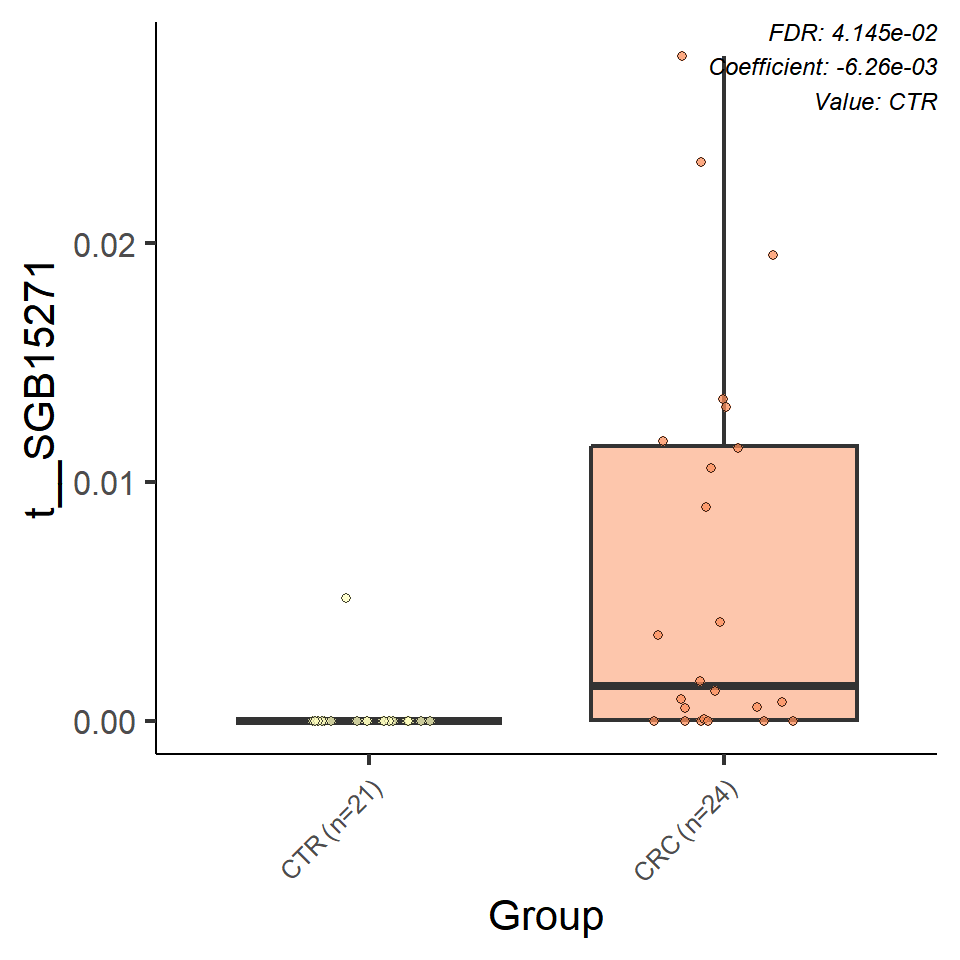 FDR: 4.145e-02
Coefficient: -6.26e-03
Value: CTR
t__SGB15271
0.02
0.01
0.00
CTR (n=21)
CRC (n=24)
Group